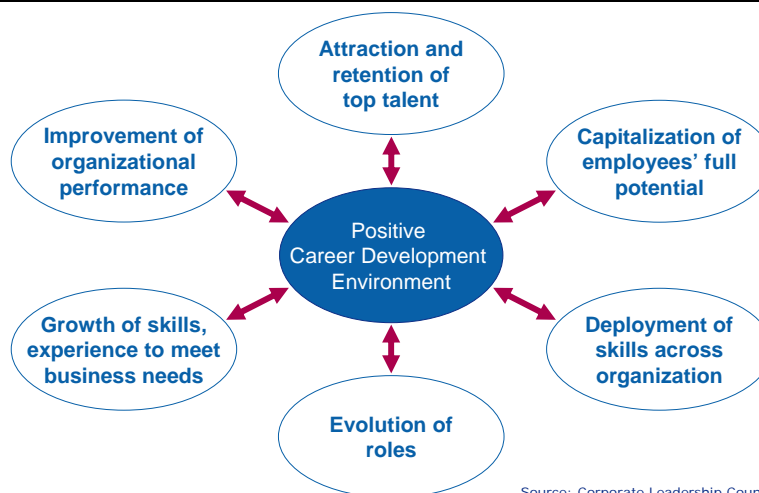 Attraction and
retention of
top talent
Improvement of
organizational
performance
Capitalization of
employees’ full
potential
Positive
Career Development
Environment
Growth of skills,
experience to meet
business needs
Deployment of
skills across
organization
Evolution of
roles
Source: Corporate Leadership